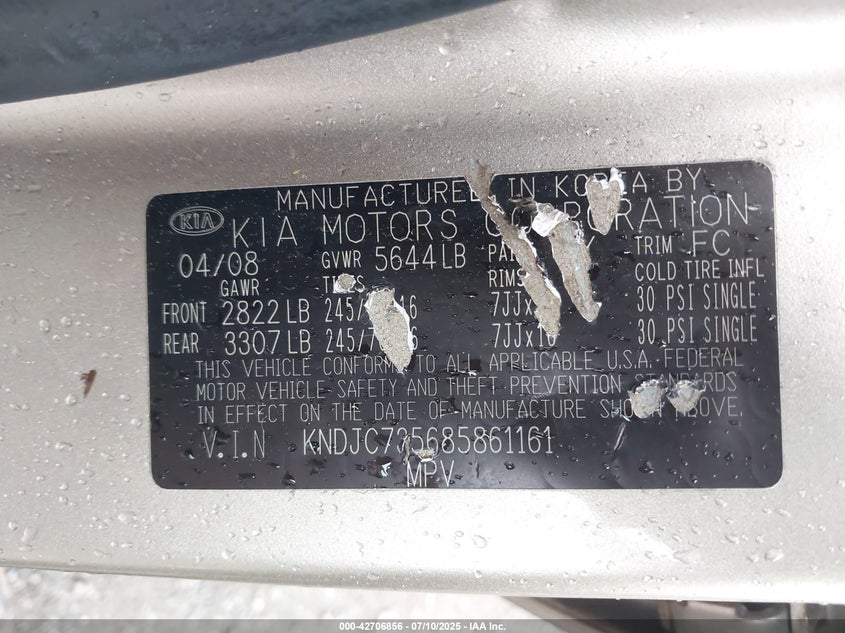 MANUFACTURED IN KOREA BY
KIA
KIA MOTORS CORPORATION
04/08 GVWR 5644LB TRIM FC
GAWR TIRES RIMS COLD TIRE INFL
FRONT 2822LB 30 PSI SINGLE
REAR 3307LB 7JJx16 30 PSI SINGLE
THIS VEHICLE CONFORMS TO ALL APPLICABLE U.S.A. FEDERAL
MOTOR VEHICLE SAFETY AND THEFT PREVENTION STANDARDS
IN EFFECT ON THE DATE OF MANUFACTURE SHOWN ABOVE.
V.I.N KNDJC735685861161
MPV
000-42706856 - 07/10/2025 - IAA Inc.